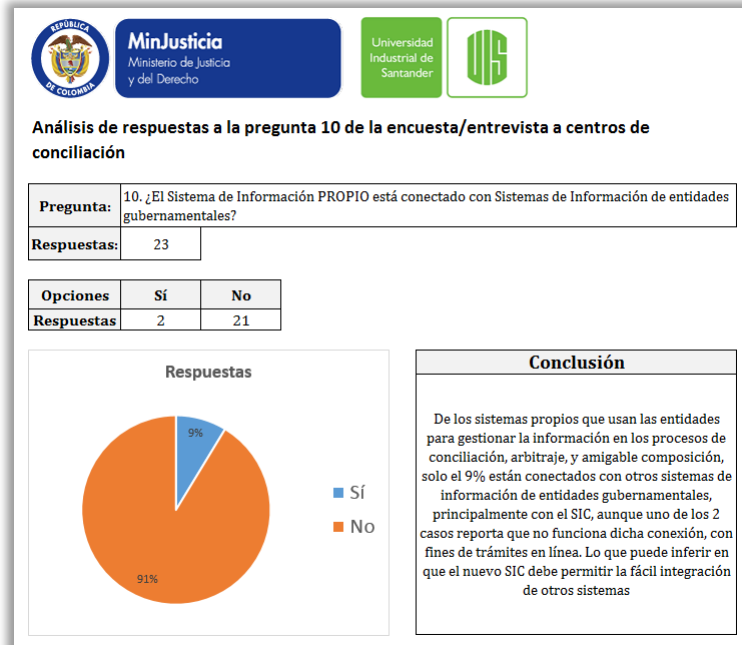 REPÚBLICA
DE COLOMBIA
MinJusticia
Ministerio de Justicia
y del Derecho
Universidad
Industrial de
Santander
UIS
Análisis de respuestas a la pregunta 10 de la encuesta/entrevista a centros de
conciliación
Pregunta: 10. ¿El Sistema de Información PROPIO está conectado con Sistemas de Información de entidades
gubernamentales?
Respuestas: 23
Opciones Sí No
Respuestas 2 21
Respuestas
9%
91%
Sí
No
Conclusión
De los sistemas propios que usan las entidades
para gestionar la información en los procesos de
conciliación, arbitraje, y amigable composición,
solo el 9% están conectados con otros sistemas de
información de entidades gubernamentales,
principalmente con el SIC, aunque uno de los 2
casos reporta que no funciona dicha conexión, con
fines de trámites en línea. Lo que puede inferir en
que el nuevo SIC debe permitir la fácil integración
de otros sistemas